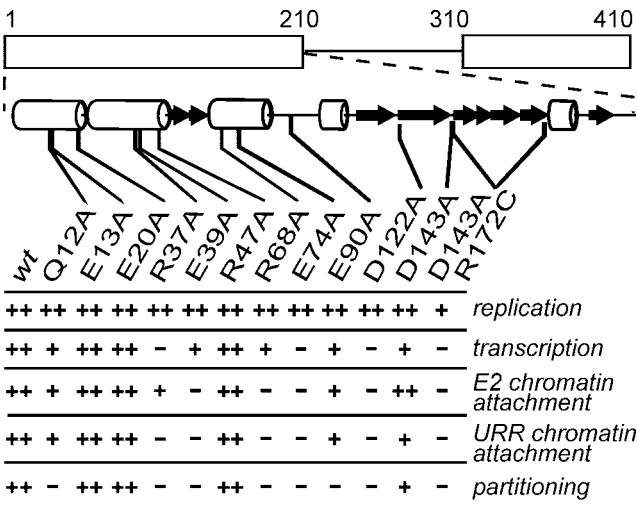 1 210 310 410
wt
Q12A
E13A
E20A
R37A
E39A
R47A
R68A
E74A
E90A
D122A
D143A
D143A
R172C
++ ++ ++ ++ ++ ++ ++ ++ ++ ++ ++ ++ + replication
++ + ++ ++ – + ++ + – + – + – transcription
++ + ++ ++ + – ++ – – + – ++ – E2 chromatin
attachment
++ + ++ ++ – – ++ – – + – + – URR chromatin
attachment
++ – ++ ++ – – ++ – – – – + – partitioning